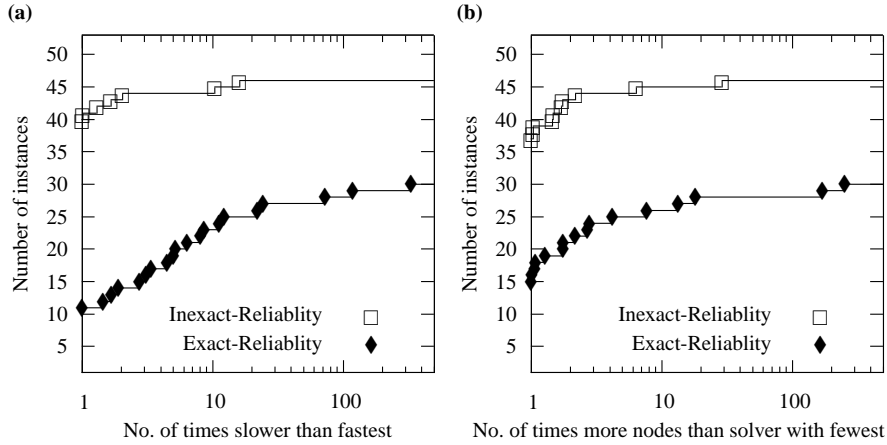 (a)
(b)
50
45
40
35
30
25
20
15
10
5
Number of instances
Inexact-Reliablity
Exact-Reliablity
1
10
100
No. of times slower than fastest
50
45
40
35
30
25
20
15
10
5
Number of instances
Inexact-Reliablity
Exact-Reliablity
1
10
100
No. of times more nodes than solver with fewest